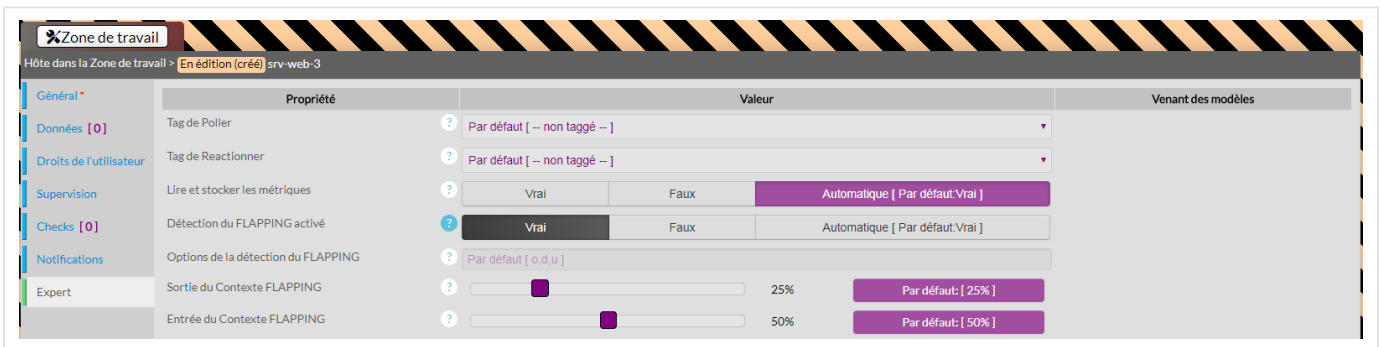 Zone de travail
Hôte dans la Zone de travail > En édition (créé) srv-web-3
Général *
Propriété Valeur Venant des modèles
Données [0]
Tag de Poller ? Par défaut [ -- non taggé -- ]
Droits de l'utilisateur
Tag de Reactionner ? Par défaut [ -- non taggé -- ]
Supervision
Lire et stocker les métriques ? Vrai Faux Automatique [ Par défaut:Vrai ]
Checks [0]
Détection du FLAPPING activé ? Vrai Faux Automatique [ Par défaut:Vrai ]
Notifications
Options de la détection du FLAPPING ? Par défaut [ o,d,u ]
Expert
Sortie du Contexte FLAPPING ? 25% Par défaut: [ 25% ]
Entrée du Contexte FLAPPING ? 50% Par défaut: [ 50% ]